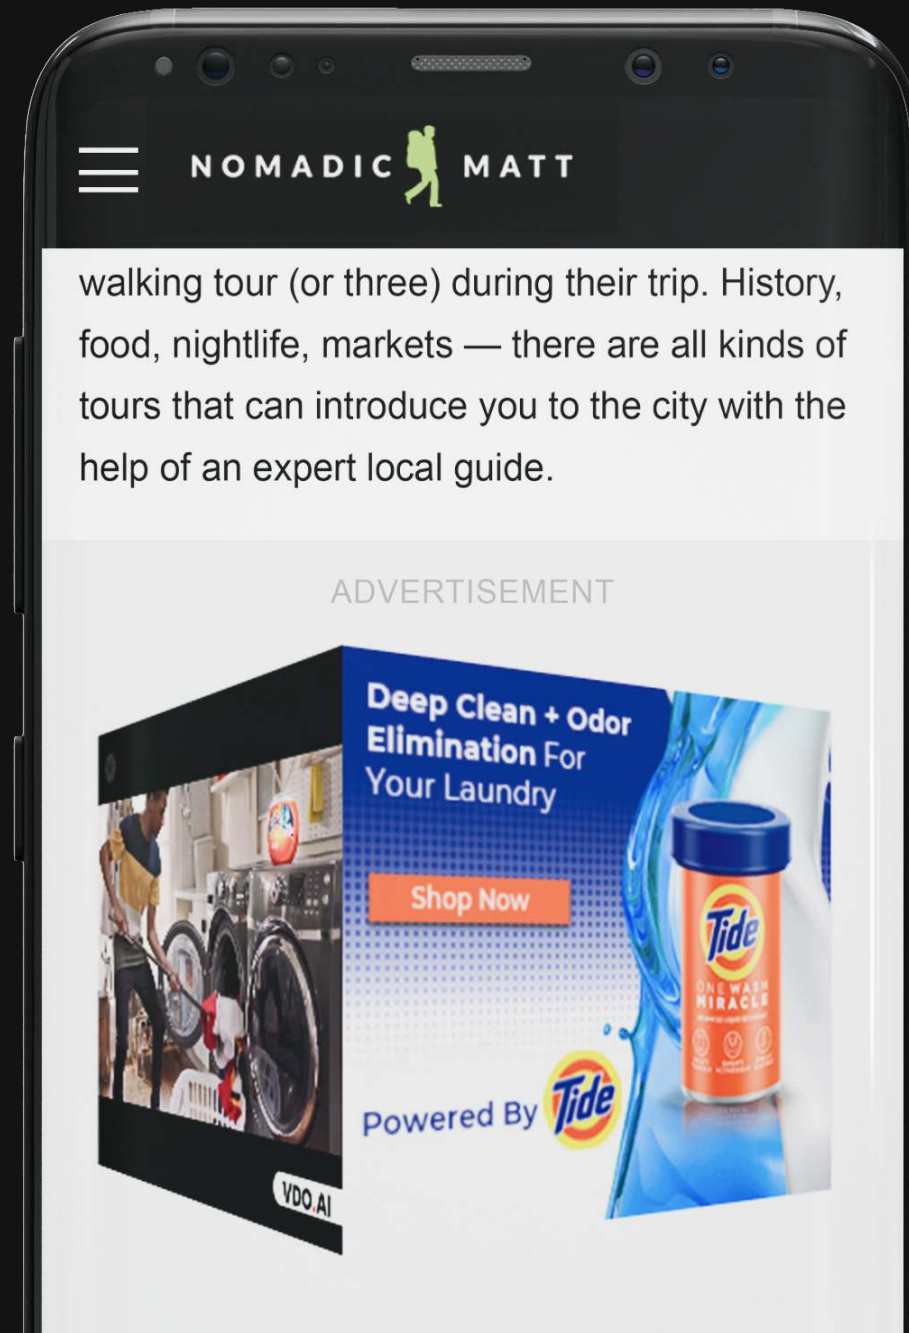 NOMADIC MATT
walking tour (or three) during their trip. History,
food, nightlife, markets — there are all kinds of
tours that can introduce you to the city with the
help of an expert local guide.
ADVERTISEMENT
Deep Clean + Odor
Elimination For
Your Laundry
Shop Now
Tide
ONE WASH
MIRACLE
Powered By Tide
VDO.AI